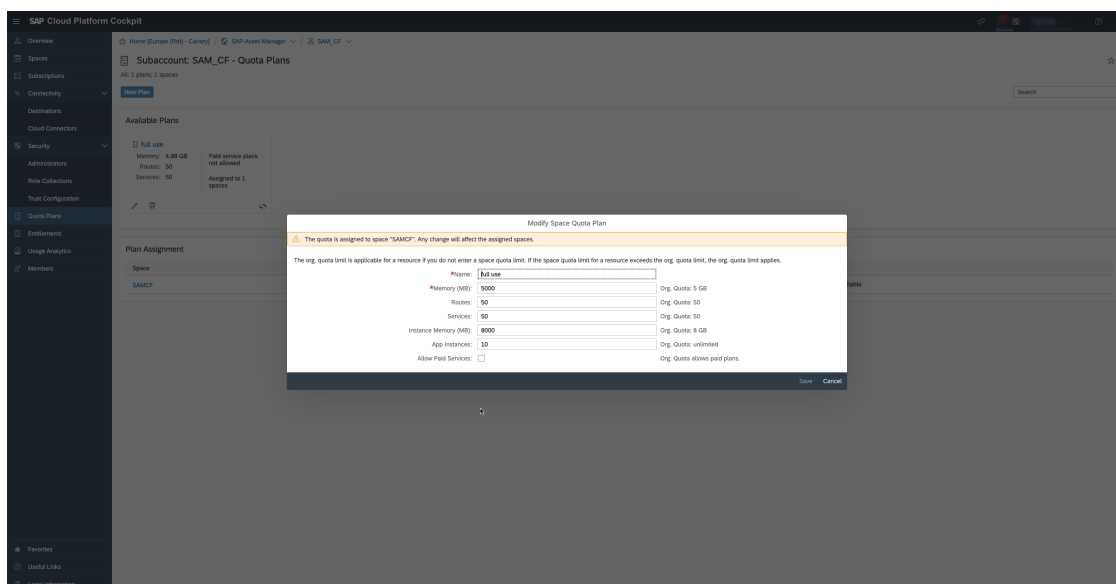 SAP Cloud Platform Cockpit
Overview
Spaces
Subscriptions
Connectivity
Destinations
Cloud Connectors
Security
Administrators
Role Collections
Trust Configuration
Quota Plans
Entitlements
Usage Analytics
Members
Favorites
Useful Links
Legal Information
Home [Europe (Rot) - Canary] / SAP-Asset-Manager / SAM_CF
Subaccount: SAM_CF - Quota Plans
All: 1 plans; 1 spaces
New Plan
Search
Available Plans
full use
Memory: 4.88 GB
Routes: 50
Services: 50
Paid service plans
not allowed
Assigned to 1
spaces
Plan Assignment
Space
SAMCF
Modify Space Quota Plan
The quota is assigned to space "SAMCF". Any change will affect the assigned spaces.
The org. quota limit is applicable for a resource if you do not enter a space quota limit. If the space quota limit for a resource exceeds the org. quota limit, the org. quota limit applies.
*Name: full use
*Memory (MB): 5000 Org. Quota: 5 GB
Routes: 50 Org. Quota: 50
Services: 50 Org. Quota: 50
Instance Memory (MB): 8000 Org. Quota: 8 GB
App Instances: 10 Org. Quota: unlimited
Allow Paid Services: Org. Quota allows paid plans.
Save Cancel